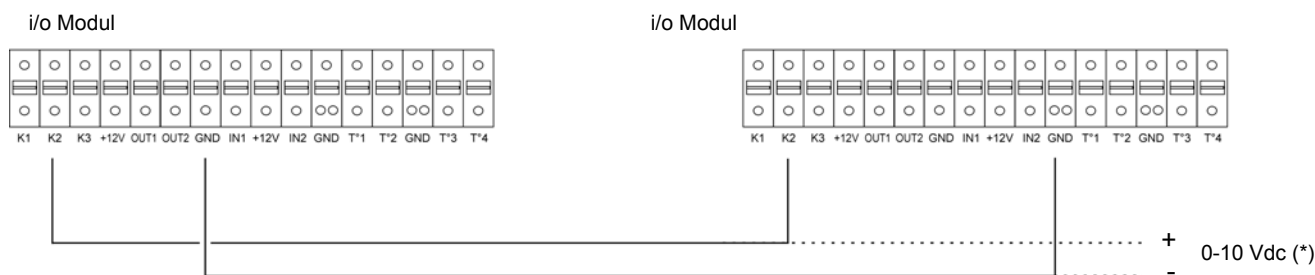 i/o Modul i/o Modul
K1 K2 K3 +12V OUT1 OUT2 GND IN1 +12V IN2 GND T°1 T°2 GND T°3 T°4
K1 K2 K3 +12V OUT1 OUT2 GND IN1 +12V IN2 GND T°1 T°2 GND T°3 T°4
+
0-10 Vdc (*)
-